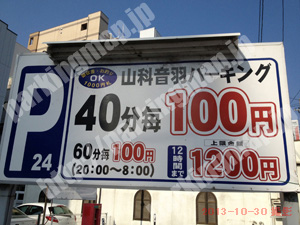 OK
1000円札
山科音羽パーキング
P
40分毎 100円
24
60分毎 100円
(20:00～8:00)
上限金額
12時間まで 1200円
parkingmap.jp
2013-10-30